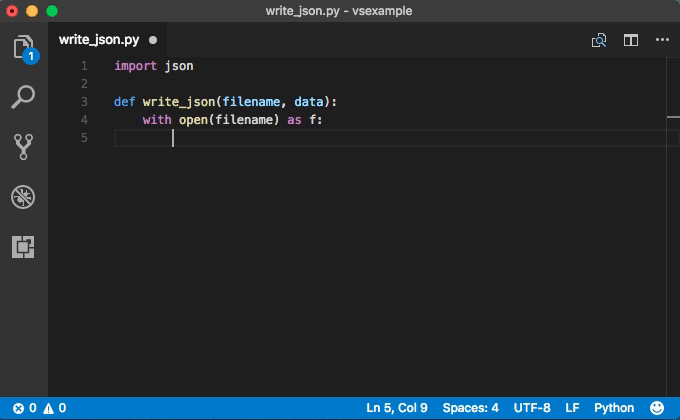 write_json.py - vsexample
write_json.py
1
1 import json
2
3 def write_json(filename, data):
4     with open(filename) as f:
5
0 0 Ln 5, Col 9 Spaces: 4 UTF-8 LF Python